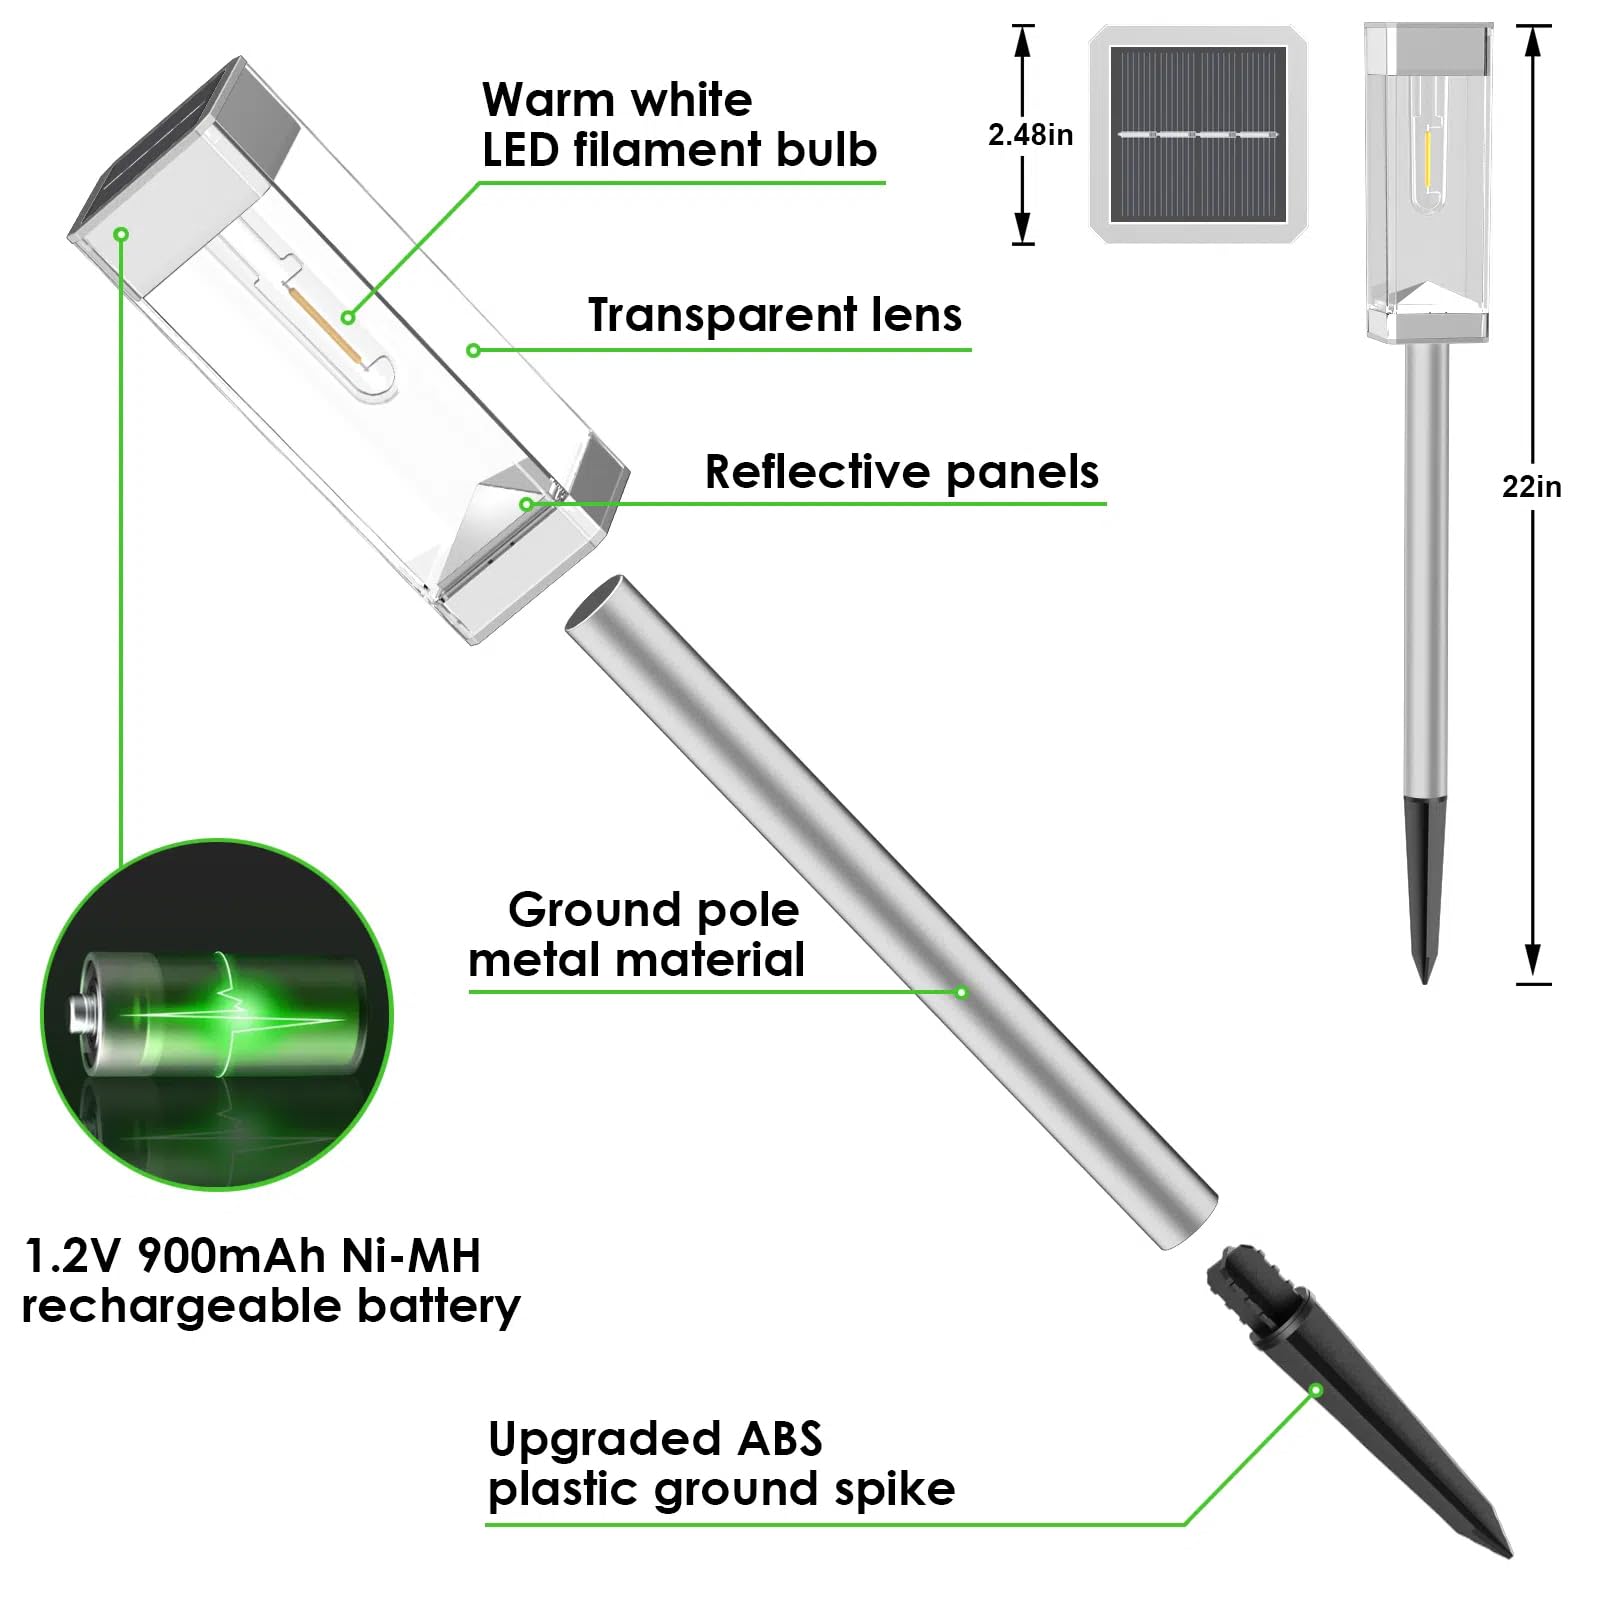 Warm white
LED filament bulb
2.48in
Transparent lens
Reflective panels
22in
Ground pole
metal material
1.2V 900mAh Ni-MH
rechargeable battery
Upgraded ABS
plastic ground spike